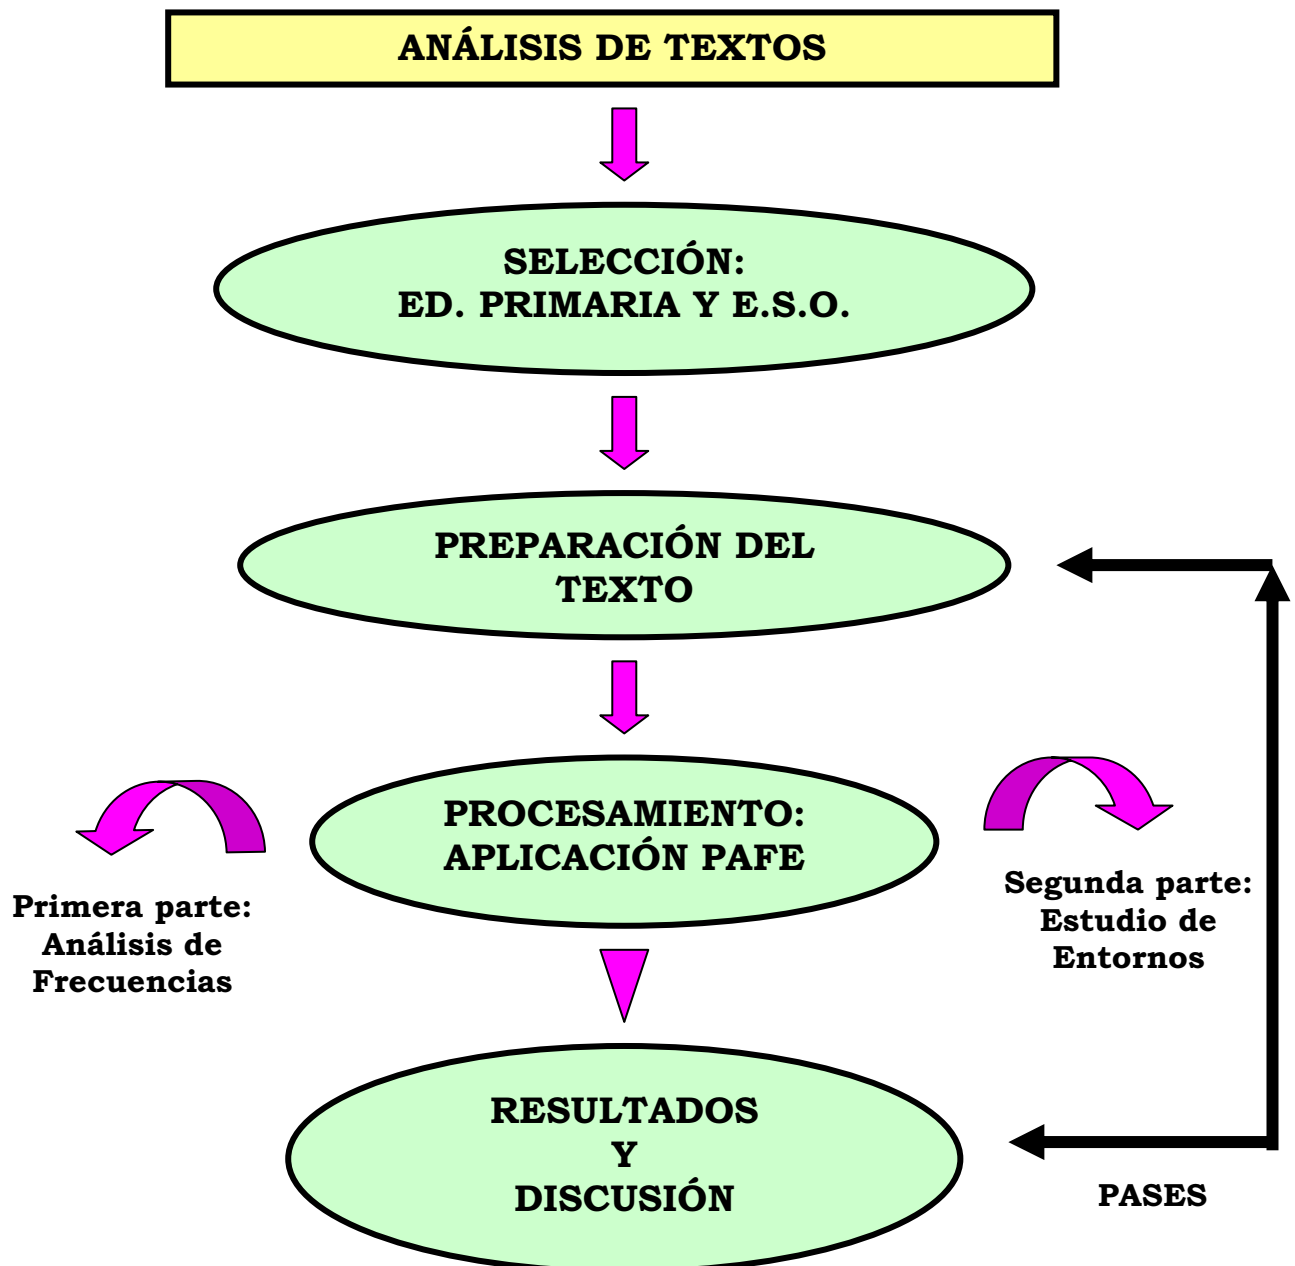 ANÁLISIS DE TEXTOS
SELECCIÓN:
ED. PRIMARIA Y E.S.O.
PREPARACIÓN DEL
TEXTO
PROCESAMIENTO:
APLICACIÓN PAFE
Primera parte:
Análisis de
Frecuencias
Segunda parte:
Estudio de
Entornos
RESULTADOS
Y
DISCUSIÓN
PASES